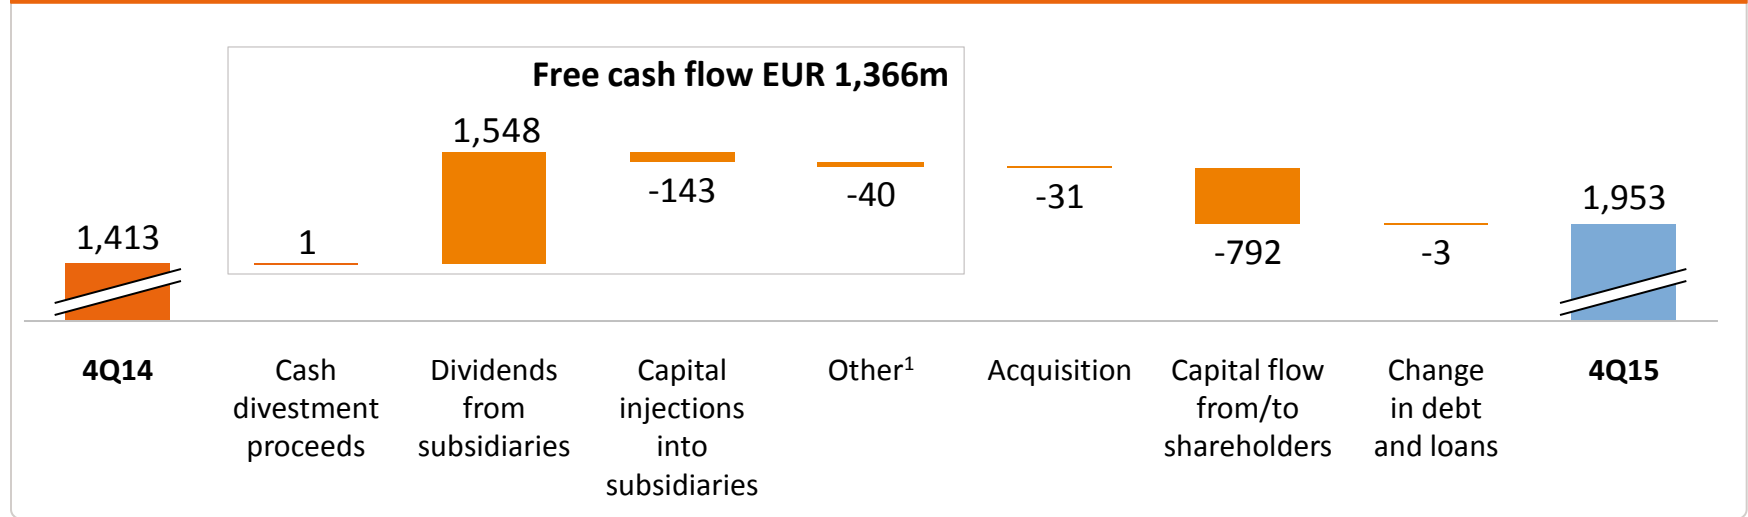 Free cash flow EUR 1,366m
1,413
1
1,548
-143
-40
-31
-792
-3
1,953
4Q14
Cash
divestment
proceeds
Dividends
from
subsidiaries
Capital
injections
into
subsidiaries
Other¹
Acquisition
Capital flow
from/to
shareholders
Change
in debt
and loans
4Q15